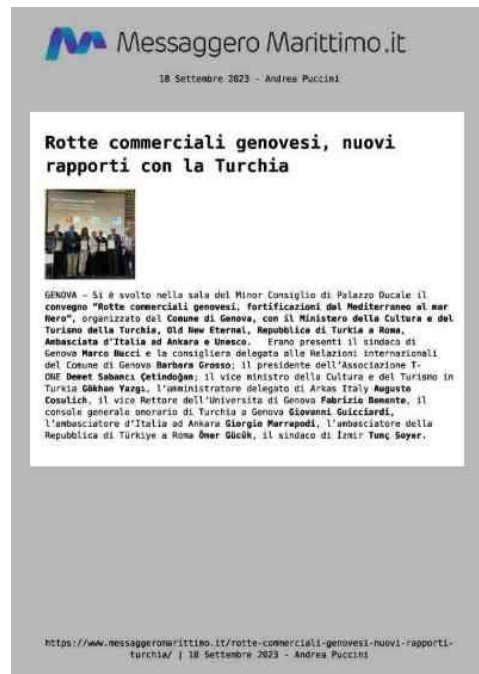 Messaggero Marittimo.it
18 Settembre 2023 - Andrea Puccini
Rotte commerciali genovesi, nuovi
rapporti con la Turchia
GENOVA – Si è svolto nella sala del Minor Consiglio di Palazzo Ducale il
convegno "Rotte commerciali genovesi, fortificazioni dal Mediterraneo al mar
Nero", organizzato dal Comune di Genova, con il Ministero della Cultura e del
Turismo della Turchia, Old New Eternal, Repubblica di Turkia a Roma,
Ambasciata d'Italia ad Ankara e Unesco. Erano presenti il sindaco di
Genova Marco Bucci e la consigliera delegata alle Relazioni internazionali
del Comune di Genova Barbara Grosso; il presidente dell'Associazione T-
ONE Demet Sabancı Çetindoğan; il vice ministro della Cultura e del Turismo in
Turkia Gökhan Yazgı, l'amministratore delegato di Arkas Italy Augusto
Cosulich, il vice Rettore dell'Universita di Genova Fabrizio Benente, il
console generale onorario di Turchia a Genova Giovanni Guicciardi,
l'ambasciatore d'Italia ad Ankara Giorgio Marrapodi, l'ambasciatore della
Repubblica di Türkiye a Roma Ömer Gücük, il sindaco di İzmir Tunç Soyer.
https://www.messaggeromarittimo.it/rotte-commerciali-genovesi-nuovi-rapporti-
turchia/ | 18 Settembre 2023 - Andrea Puccini